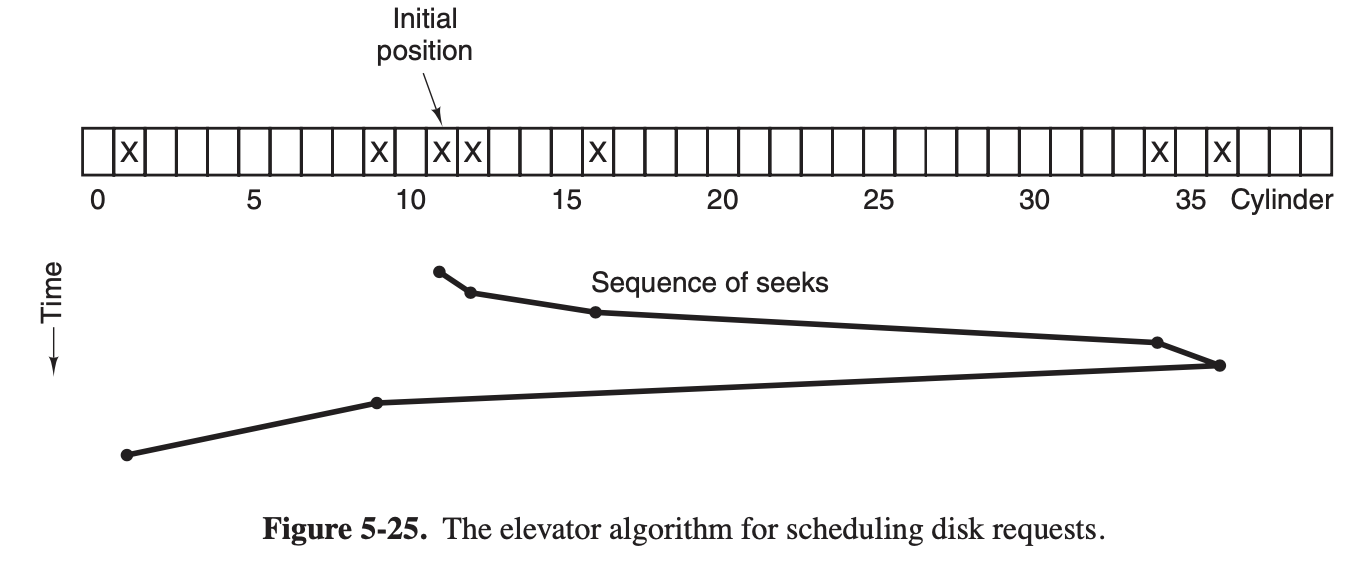 Initial
position
X X X X X X X
0 5 10 15 20 25 30 35 Cylinder
Time
Sequence of seeks
Figure 5-25. The elevator algorithm for scheduling disk requests.